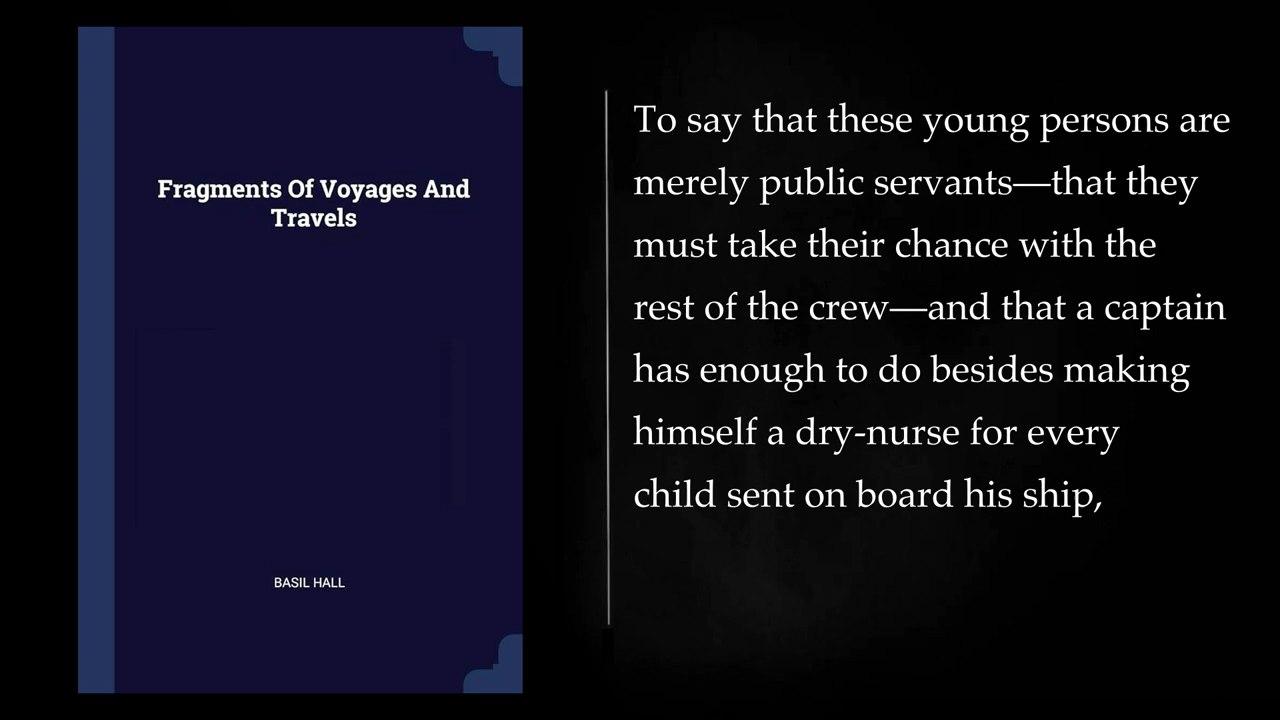 Fragments Of Voyages And
Travels
BASIL HALL
To say that these young persons are
merely public servants—that they
must take their chance with the
rest of the crew—and that a captain
has enough to do besides making
himself a dry-nurse for every
child sent on board his ship,